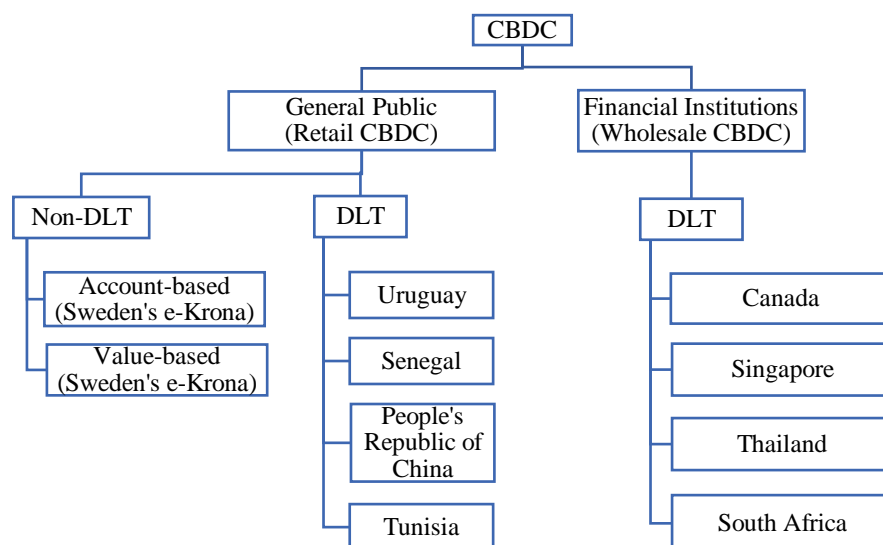 CBDC
General Public
(Retail CBDC)
Financial Institutions
(Wholesale CBDC)
Non-DLT
DLT
DLT
Account-based
(Sweden's e-Krona)
Value-based
(Sweden's e-Krona)
Uruguay
Senegal
People's
Republic of
China
Tunisia
Canada
Singapore
Thailand
South Africa